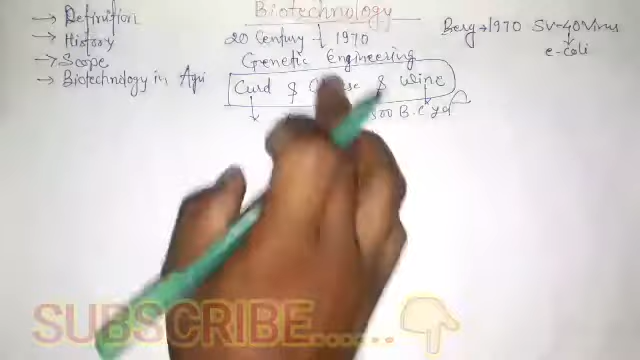 Biotechnology
→ Definition
→ History
→ Scope
→ Biotechnology in Agri
20 Century → 1970
Genetic Engineering
Curd & & Wine
500 B.C
Berg → 1970 SV-40 Virus
e-coli
SUBSCRIBE......